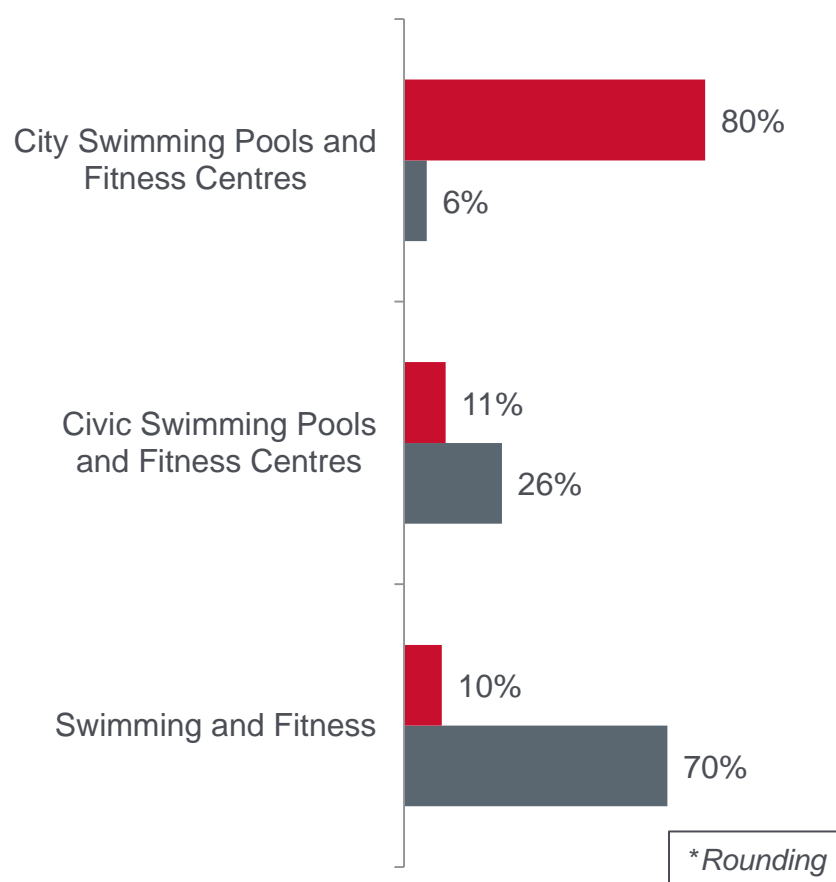 City Swimming Pools and
Fitness Centres
80%
6%
Civic Swimming Pools
and Fitness Centres
11%
26%
Swimming and Fitness
10%
70%
*Rounding